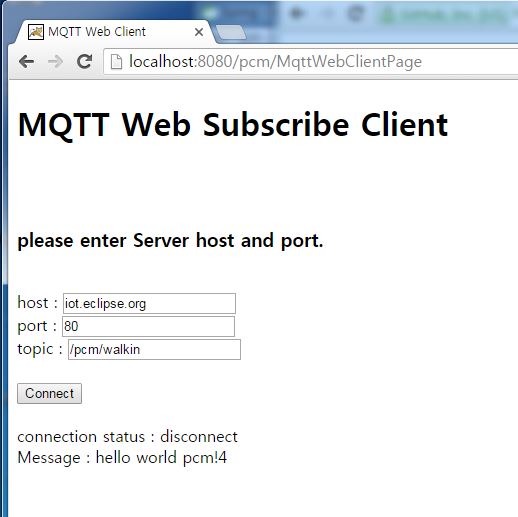 MQTT Web Client
localhost:8080/pcm/MqttWebClientPage
MQTT Web Subscribe Client
please enter Server host and port.
host : iot.eclipse.org
port : 80
topic : /pcm/walkin
Connect
connection status : disconnect
Message : hello world pcm!4